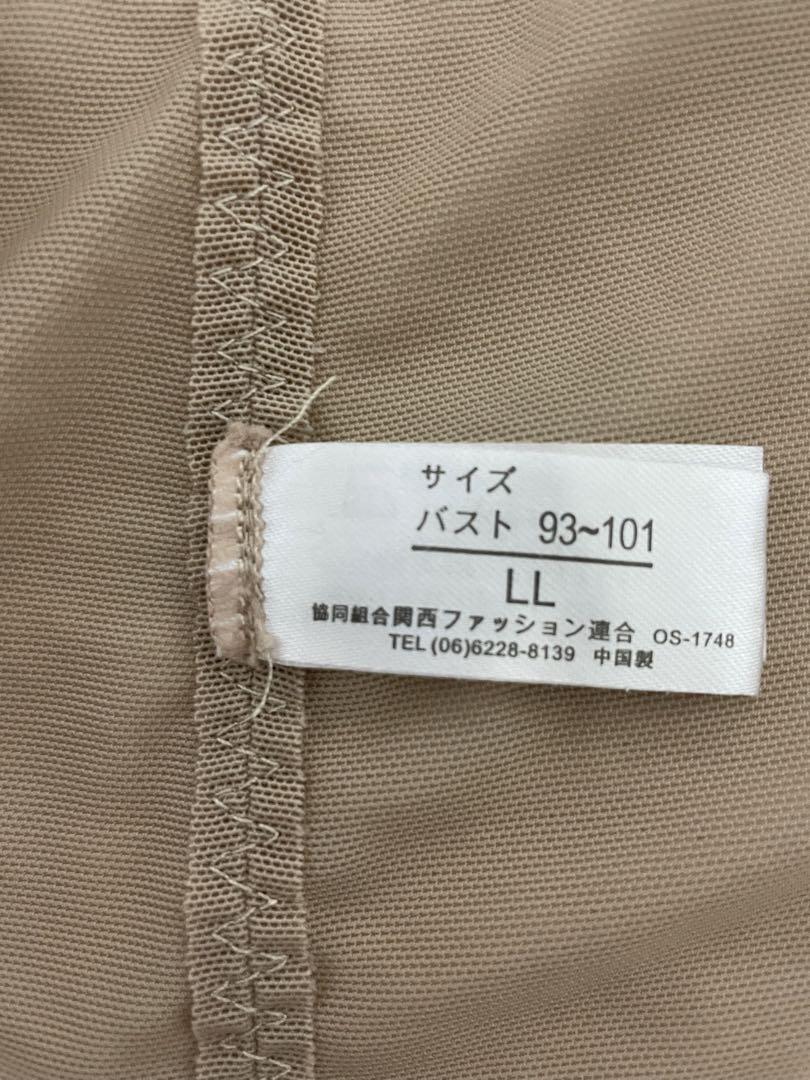 サイズ
バスト 93~101
LL
協同組合関西ファッション連合 OS-1748
TEL (06)6228-8139 中国製